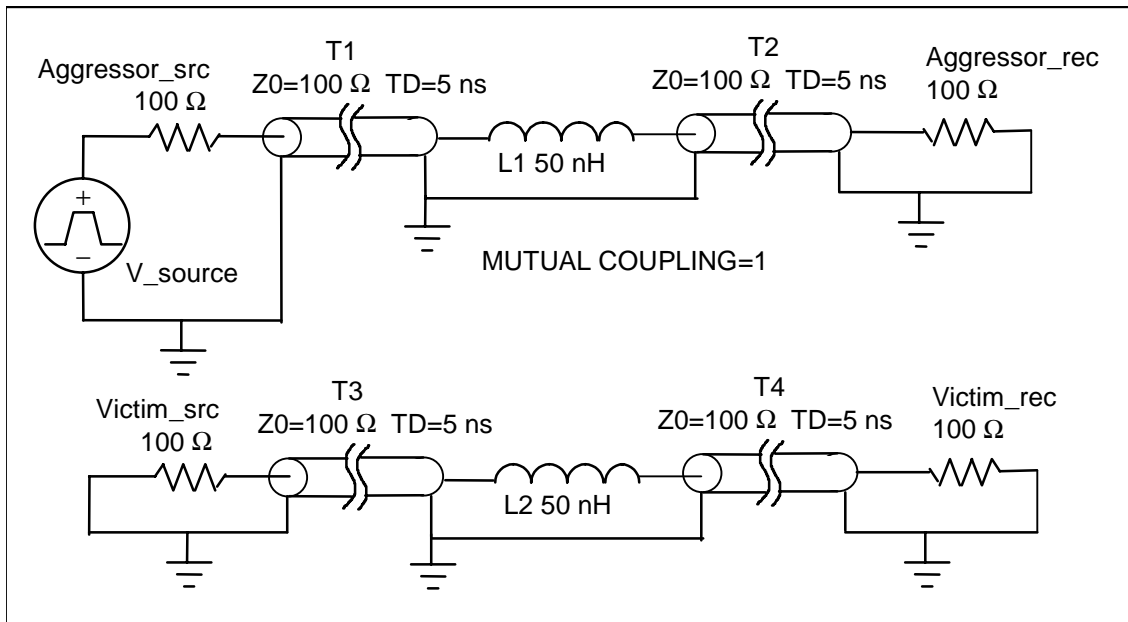 T1
Z0=100 Ω TD=5 ns
Aggressor_src
100 Ω
T2
Z0=100 Ω TD=5 ns
Aggressor_rec
100 Ω
L1 50 nH
+
−
V_source
MUTUAL COUPLING=1
T3
Z0=100 Ω TD=5 ns
Victim_src
100 Ω
T4
Z0=100 Ω TD=5 ns
Victim_rec
100 Ω
L2 50 nH